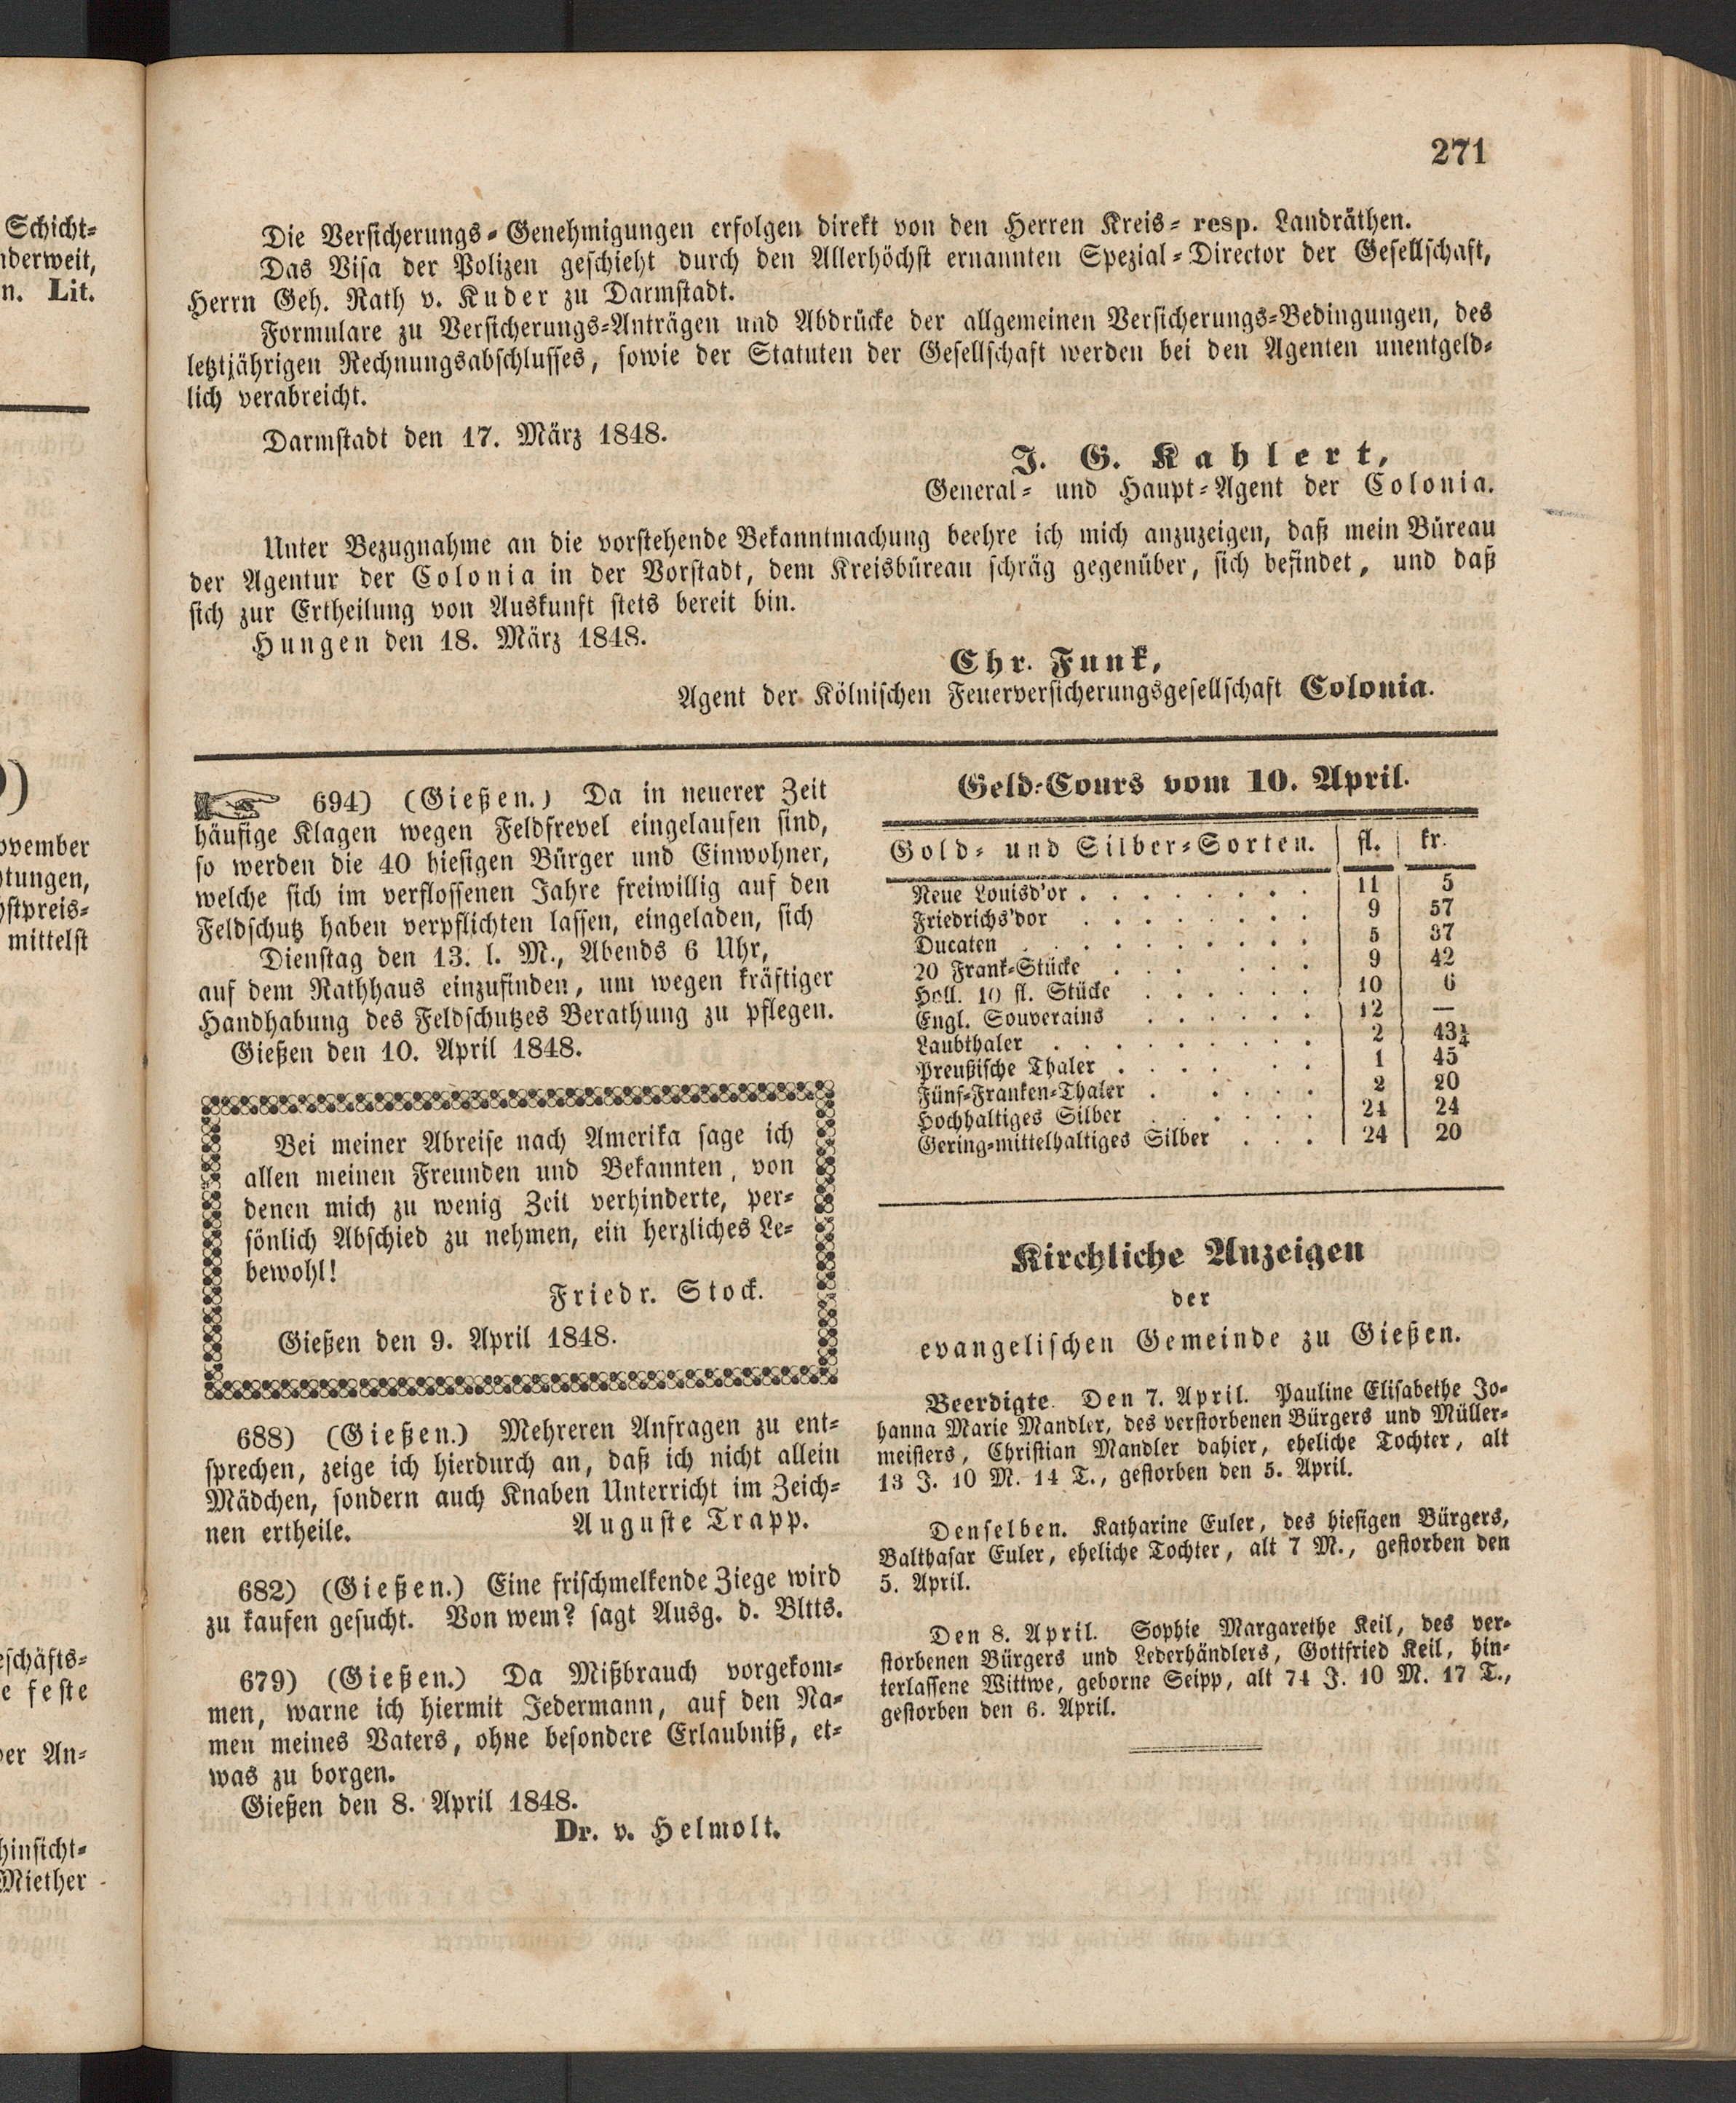 271
Die Versicherungs-Genehmigungen erfolgen direkt von den Herren Kreis- resp. Landräthen.
Das Visa der Polizen geschieht durch den Allerhöchst ernannten Spezial-Director der Gesellschaft,
Herrn Geh. Rath v. Kuder zu Darmstadt.
Formulare zu Versicherungs-Anträgen und Abdrücke der allgemeinen Versicherungs-Bedingungen, des
letztjährigen Rechnungsabschlusses, sowie der Statuten der Gesellschaft werden bei den Agenten unentgeld-
lich verabreicht.
Darmstadt den 17. März 1848.
J. G. Kahlert,
General- und Haupt-Agent der Colonia.
Unter Bezugnahme an die vorstehende Bekanntmachung beehre ich mich anzuzeigen, daß mein Büreau
der Agentur der Colonia in der Vorstadt, dem Kreisbüreau schräg gegenüber, sich befindet, und daß
sich zur Ertheilung von Auskunft stets bereit bin.
Hungen den 18. März 1848.
Chr. Funk,
Agent der Kölnischen Feuerversicherungsgesellschaft Colonia.
694) (Gießen.) Da in neuerer Zeit
häufige Klagen wegen Feldfrevel eingelaufen sind,
so werden die 40 hiesigen Bürger und Einwohner,
welche sich im verflossenen Jahre freiwillig auf den
Feldschutz haben verpflichten lassen, eingeladen, sich
Dienstag den 13. l. M., Abends 6 Uhr,
auf dem Rathhaus einzufinden, um wegen kräftiger
Handhabung des Feldschutzes Berathung zu pflegen.
Gießen den 10. April 1848.
Bei meiner Abreise nach Amerika sage ich
allen meinen Freunden und Bekannten, von
denen mich zu wenig Zeit verhinderte, per-
sönlich Abschied zu nehmen, ein herzliches Le-
bewohl!
Friedr. Stock.
Gießen den 9. April 1848.
688) (Gießen.) Mehreren Anfragen zu ent-
sprechen, zeige ich hierdurch an, daß ich nicht allein
Mädchen, sondern auch Knaben Unterricht im Zeich-
nen ertheile. Auguste Trapp.
682) (Gießen.) Eine frischmelkende Ziege wird
zu kaufen gesucht. Von wem? sagt Ausg. d. Bltts.
679) (Gießen.) Da Mißbrauch vorgekom-
men, warne ich hiermit Jedermann, auf den Na-
men meines Vaters, ohne besondere Erlaubniß, et-
was zu borgen.
Gießen den 8. April 1848.
Dr. v. Helmolt.
Geld-Cours vom 10. April.
Gold- und Silber-Sorten. fl. kr.
Neue Louisd'or . . . . . . . . 11 5
Friedrichs'dor . . . . . . . . 9 57
Ducaten . . . . . . . . . 5 37
20 Frank-Stücke . . . . . . 9 42
Holl. 10 fl. Stücke . . . . . . 10 6
Engl. Souverains . . . . . . 12 —
Laubthaler . . . . . . . . . 2 43¼
Preußische Thaler . . . . . . 1 45
Fünf-Franken-Thaler . . . . . 2 20
Hochhaltiges Silber . . . . . . 24 24
Gering-mittelhaltiges Silber . . . 24 20
Kirchliche Anzeigen
der
evangelischen Gemeinde zu Gießen.
Beerdigte. Den 7. April. Pauline Elisabethe Jo-
hanna Marie Mandler, des verstorbenen Bürgers und Müller-
meisters, Christian Mandler dahier, eheliche Tochter, alt
13 J. 10 M. 14 T., gestorben den 5. April.
Denselben. Katharine Euler, des hiesigen Bürgers,
Balthasar Euler, eheliche Tochter, alt 7 M., gestorben den
5. April.
Den 8. April. Sophie Margarethe Keil, des ver-
storbenen Bürgers und Lederhändlers, Gottfried Keil, hin-
terlassene Wittwe, geborne Seipp, alt 74 J. 10 M. 17 T.,
gestorben den 6. April.
Schicht-
nderweit,
n. Lit.
ovember
tungen,
hstpreis-
mittelst
eschäfts-
e feste
er An-
hinsicht-
Miether